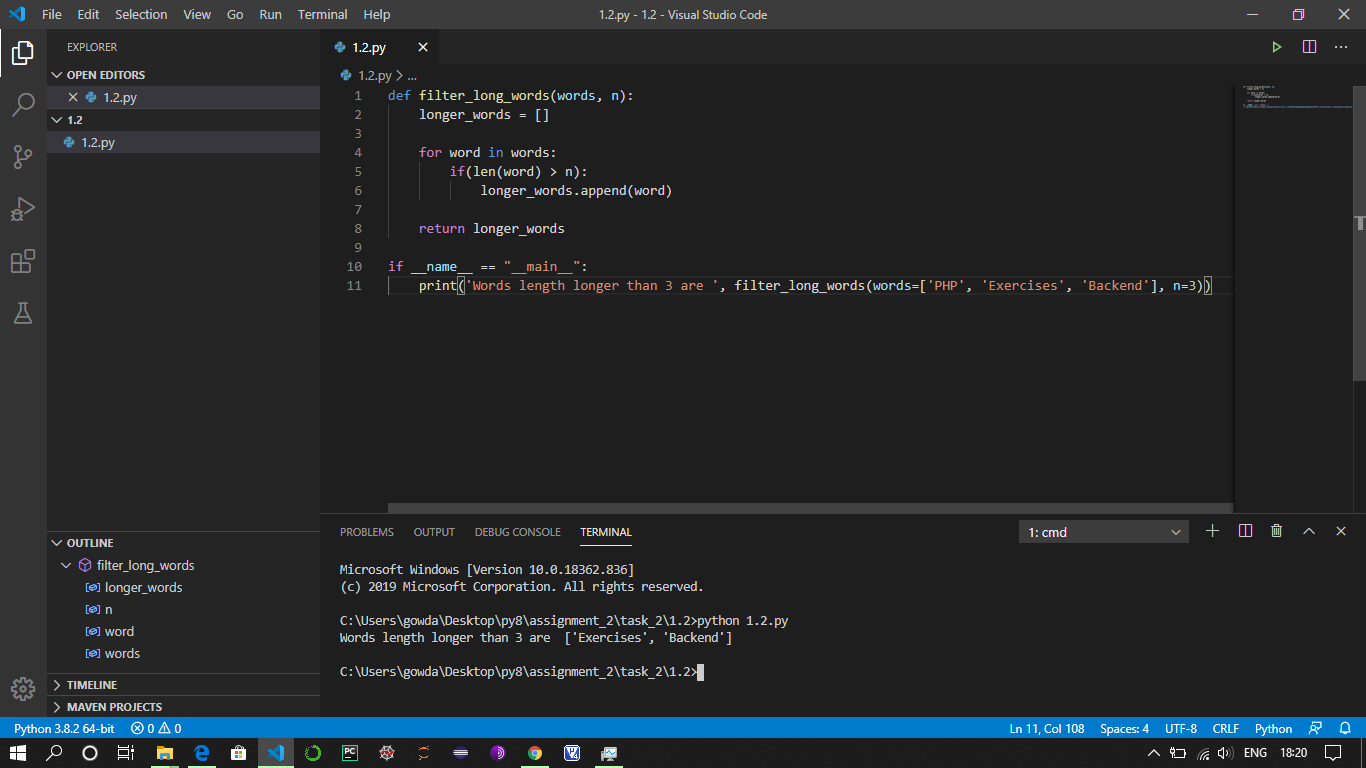 File Edit Selection View Go Run Terminal Help
1.2.py - 1.2 - Visual Studio Code
EXPLORER
OPEN EDITORS
1.2.py
1.2
1.2.py
OUTLINE
filter_long_words
longer_words
n
word
words
TIMELINE
MAVEN PROJECTS
1.2.py
1.2.py > ...
1 def filter_long_words(words, n):
2     longer_words = []
3
4     for word in words:
5         if(len(word) > n):
6             longer_words.append(word)
7
8     return longer_words
9
10 if __name__ == "__main__":
11     print('Words length longer than 3 are ', filter_long_words(words=['PHP', 'Exercises', 'Backend'], n=3))
PROBLEMS OUTPUT DEBUG CONSOLE TERMINAL
1: cmd
Microsoft Windows [Version 10.0.18362.836]
(c) 2019 Microsoft Corporation. All rights reserved.
C:\Users\gowda\Desktop\py8\assignment_2\task_2\1.2>python 1.2.py
Words length longer than 3 are  ['Exercises', 'Backend']
C:\Users\gowda\Desktop\py8\assignment_2\task_2\1.2>
Python 3.8.2 64-bit 0 0 Ln 11, Col 108 Spaces: 4 UTF-8 CRLF Python
PC ENG 18:20